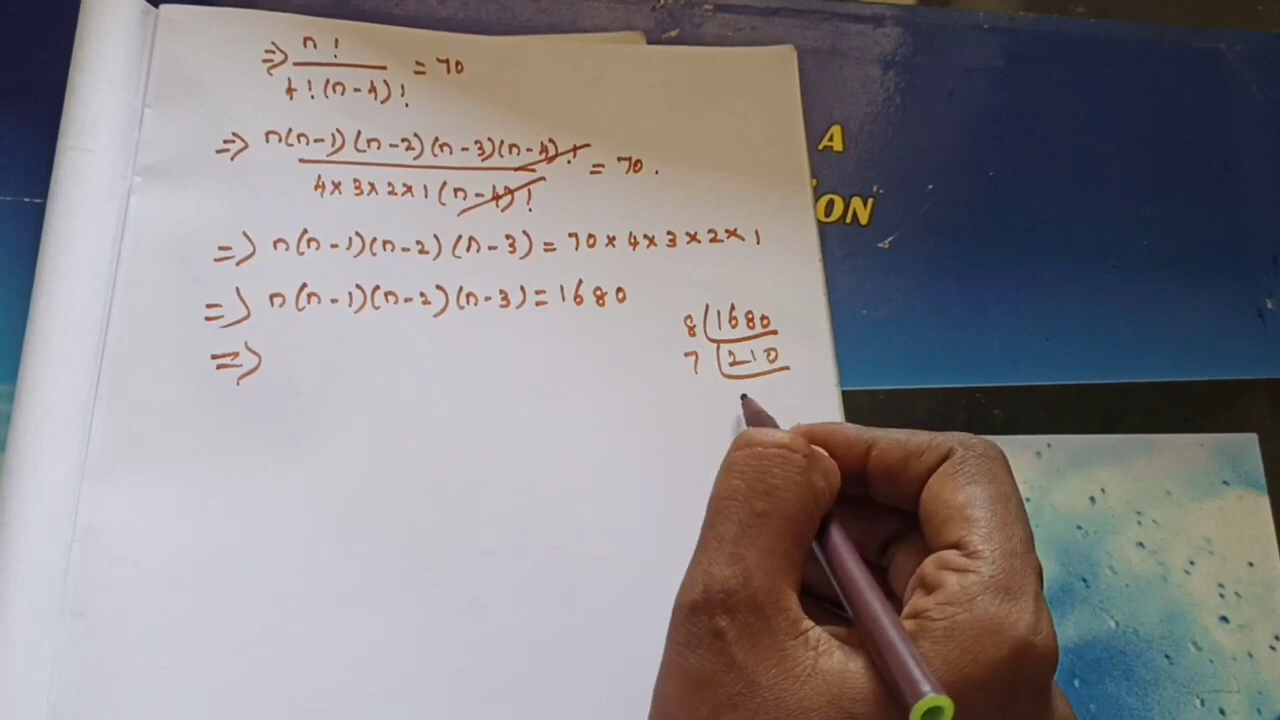 ⇒ n! / 4!(n-4)! = 70
⇒ n(n-1)(n-2)(n-3)(n-4)! / 4×3×2×1(n-4)! = 70.
⇒ n(n-1)(n-2)(n-3) = 70×4×3×2×1
⇒ n(n-1)(n-2)(n-3) = 1680
⇒
8 | 1680
7 | 210
A
ON